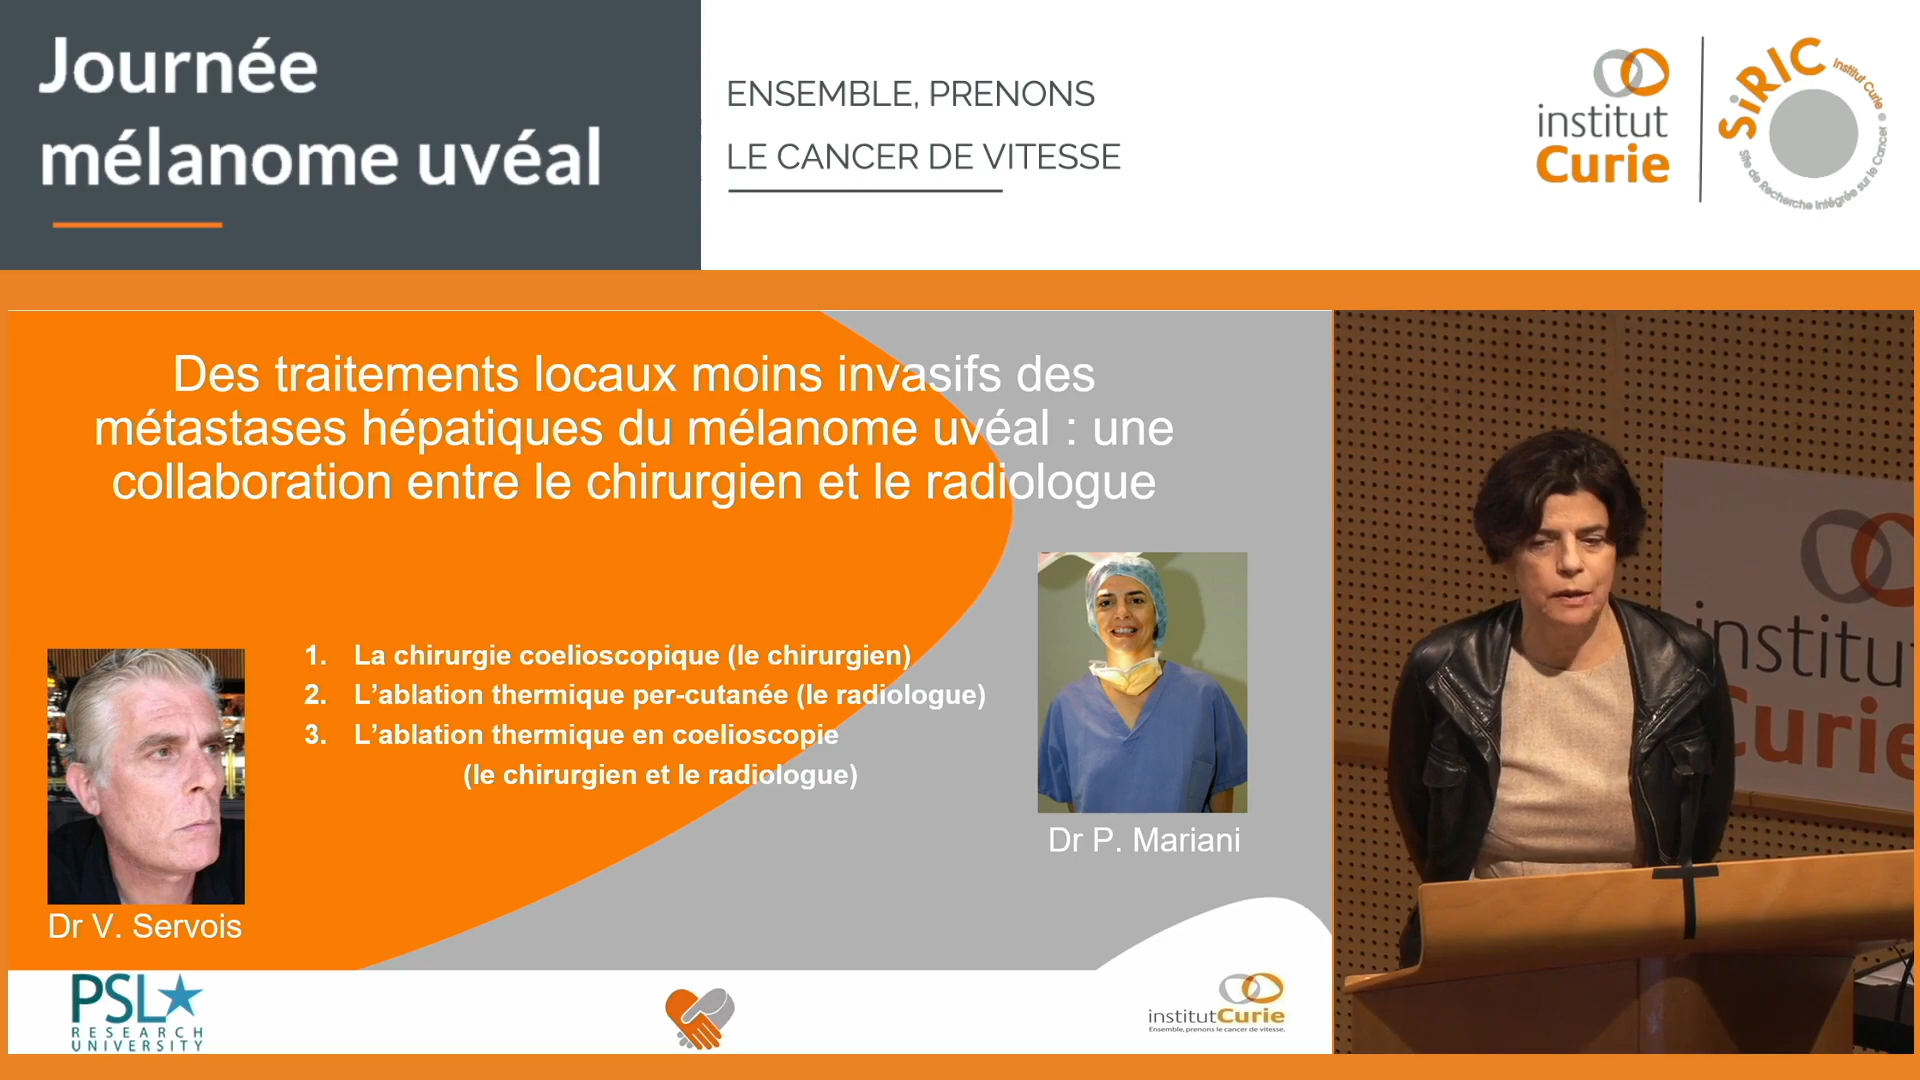 Journée
mélanome uvéal
ENSEMBLE, PRENONS
LE CANCER DE VITESSE
institut
Curie
SiRIC
Institut Curie
Site de Recherche Intégrée sur le Cancer
Des traitements locaux moins invasifs des
métastases hépatiques du mélanome uvéal : une
collaboration entre le chirurgien et le radiologue
1. La chirurgie coelioscopique (le chirurgien)
2. L'ablation thermique per-cutanée (le radiologue)
3. L'ablation thermique en coelioscopie
(le chirurgien et le radiologue)
Dr V. Servois
Dr P. Mariani
PSL
RESEARCH
UNIVERSITY
institutCurie
Ensemble, prenons le cancer de vitesse.
institu
Curie